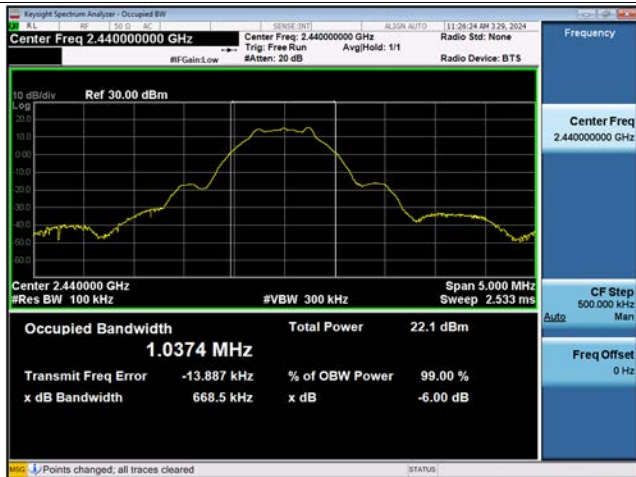 Keysight Spectrum Analyzer - Occupied BW
RL RF 50 Ω AC SENSE:INT ALIGN AUTO 11:26:24 AM 3 29, 2024
Center Freq 2.440000000 GHz
Center Freq: 2.440000000 GHz
Radio Std: None
Trig: Free Run Avg|Hold: 1/1
#IFGain:Low
#Atten: 20 dB
Radio Device: BTS
10 dB/div Ref 30.00 dBm
Log
20.0
10.0
0.00
-10.0
-20.0
-30.0
-40.0
-50.0
-60.0
Center 2.440000 GHz
Span 5.000 MHz
#Res BW 100 kHz
#VBW 300 kHz
Sweep 2.533 ms
Occupied Bandwidth
1.0374 MHz
Total Power 22.1 dBm
Transmit Freq Error -13.887 kHz
% of OBW Power 99.00 %
x dB Bandwidth 668.5 kHz
x dB -6.00 dB
Frequency
Center Freq
2.440000000 GHz
CF Step
500.000 kHz
Auto Man
Freq Offset
0 Hz
MSG Points changed; all traces cleared
STATUS